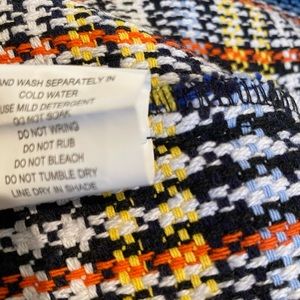 AND WASH SEPARATELY IN
COLD WATER
USE MILD DETERGENT
DO NOT SOAK
DO NOT WRING
DO NOT RUB
DO NOT BLEACH
DO NOT TUMBLE DRY
LINE DRY IN SHADE